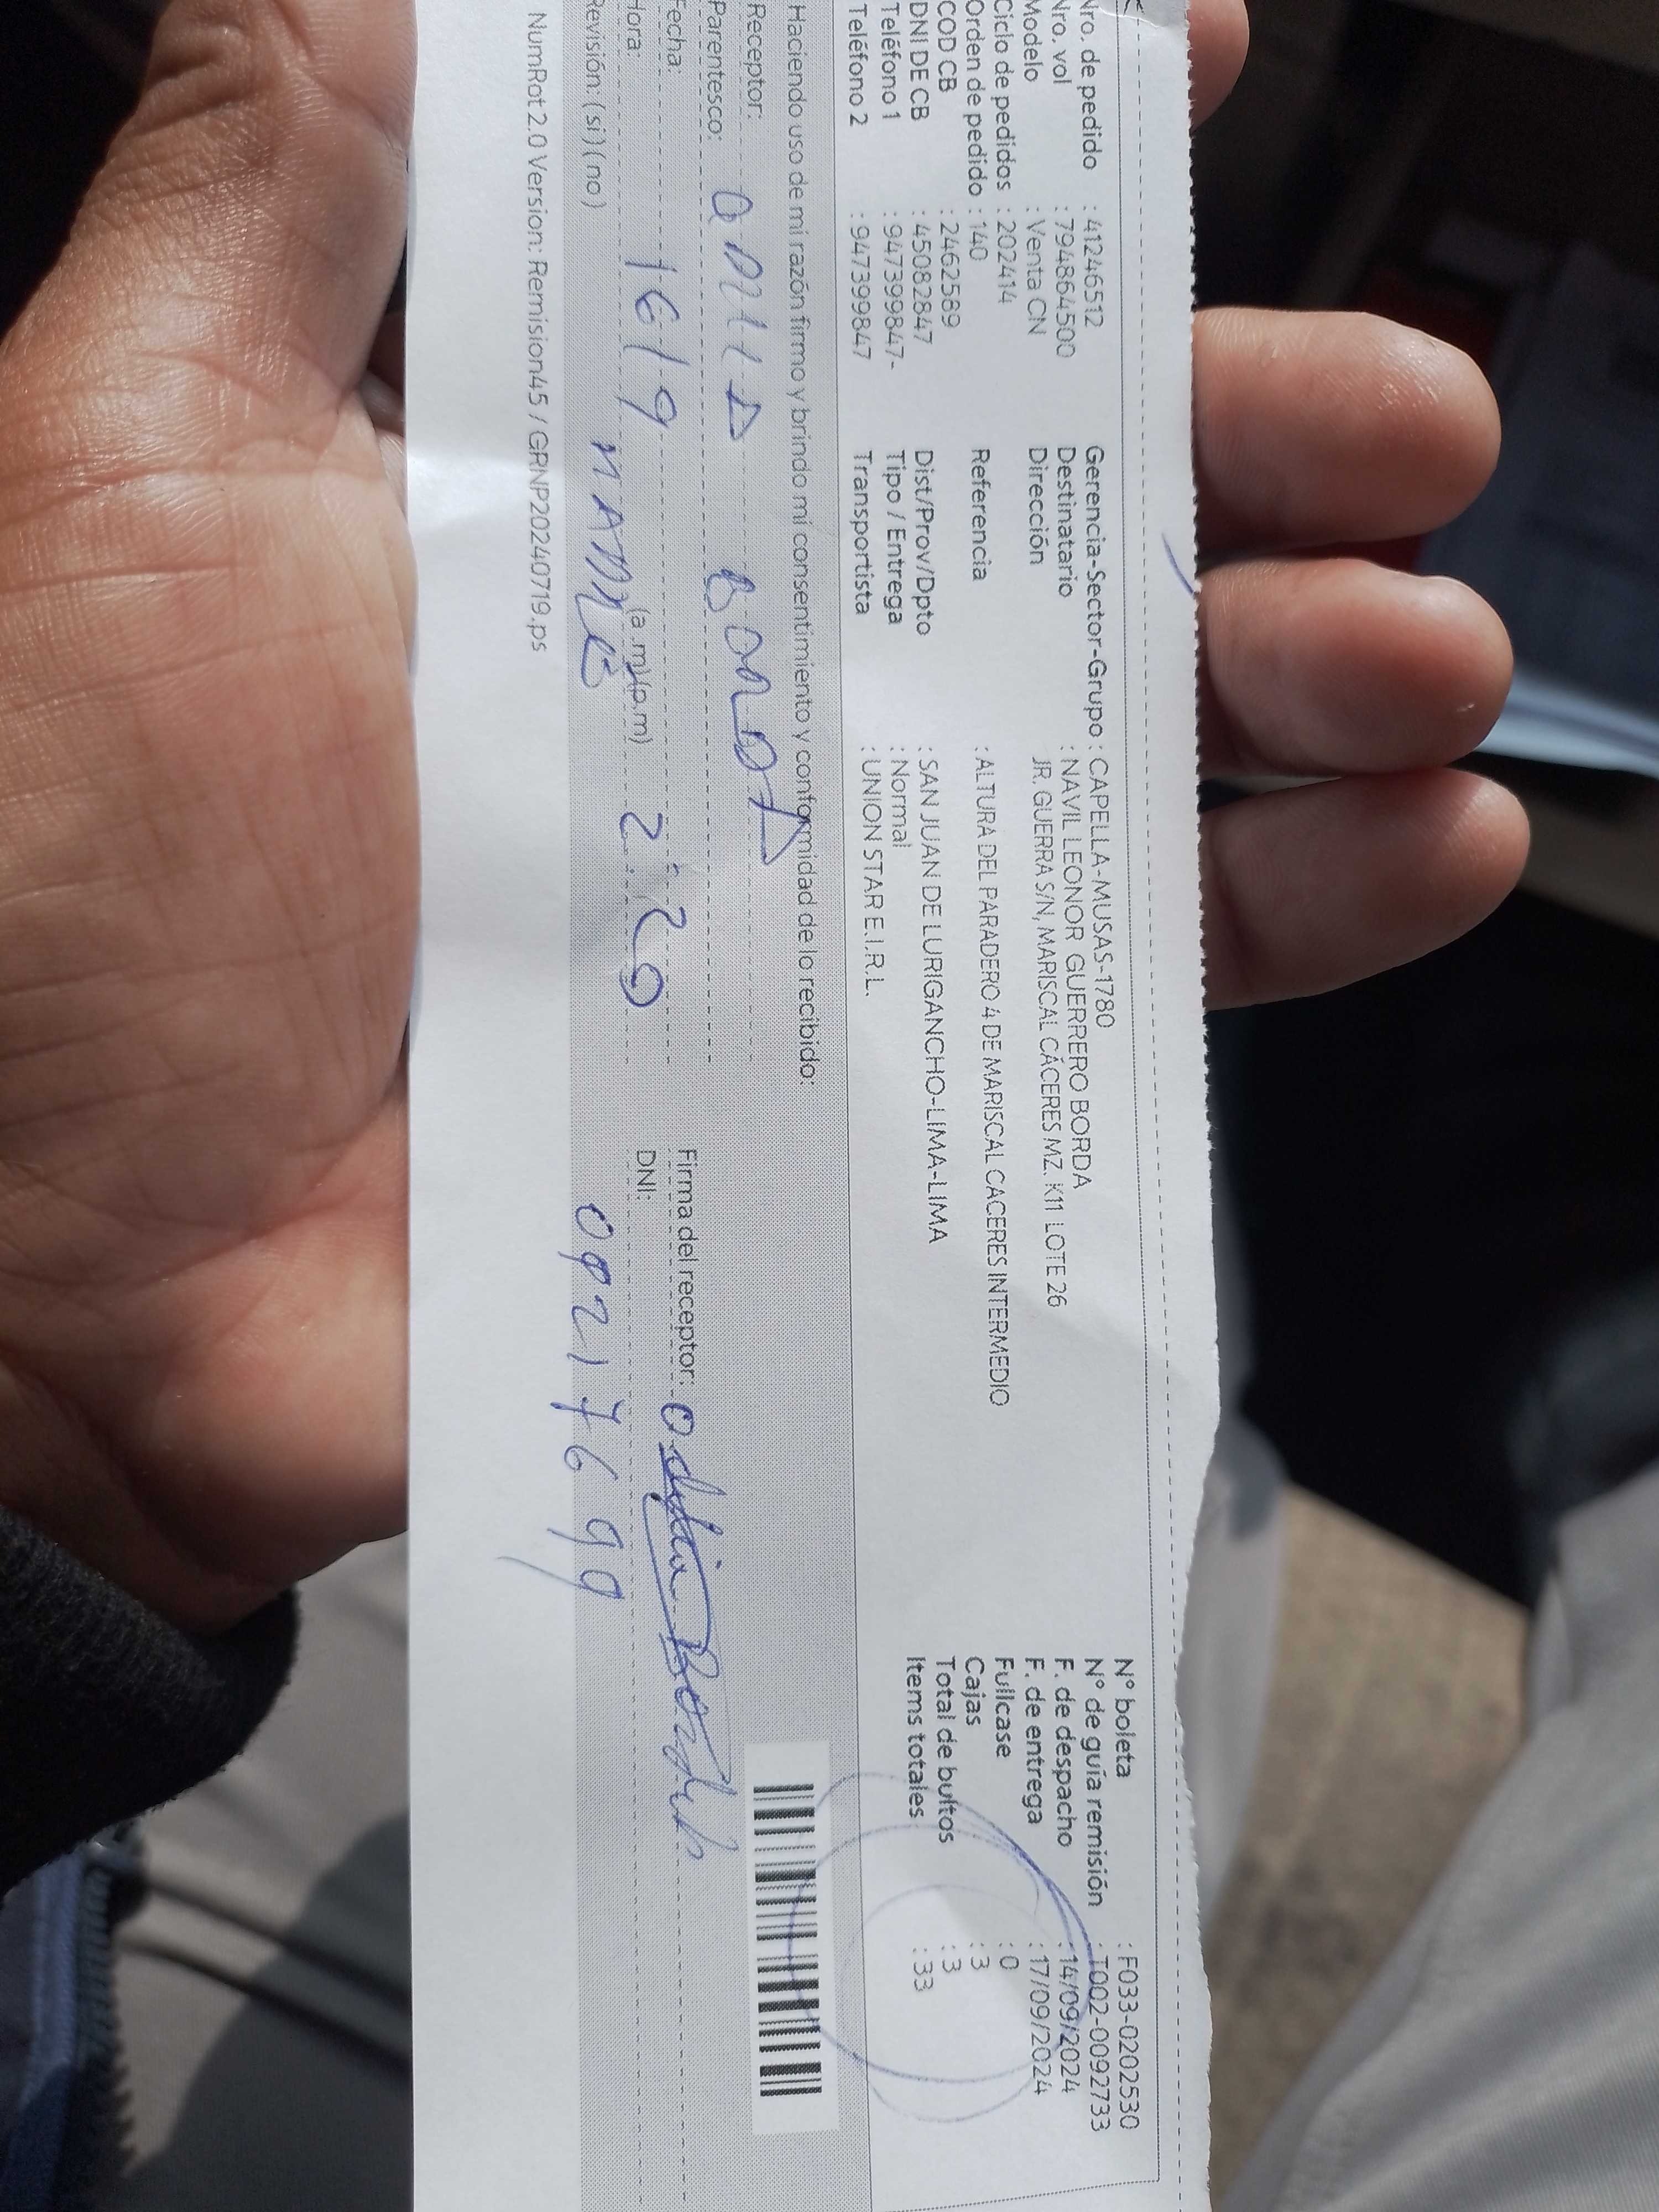 Nro. de pedido : 41246512
Nro. vol : 7948645​00
Modelo : Venta CN
Ciclo de pedidos : 202414
Orden de pedido : 140
COD CB : 2462589
DNI DE CB : 45082847
Teléfono 1 : 947399847-
Teléfono 2 : 947399847
Gerencia-Sector-Grupo : CAPELLA-MUSAS-1780
Destinatario : NAVIL LEONOR GUERRERO BORDA
Dirección JR. GUERRA S/N, MARISCAL CÁCERES MZ. K11 LOTE 26
Referencia : ALTURA DEL PARADERO 4 DE MARISCAL CACERES INTERMEDIO
Dist/Prov/Dpto : SAN JUAN DE LURIGANCHO-LIMA-LIMA
Tipo / Entrega : Normal
Transportista : UNION STAR E.I.R.L.
N° boleta : F033-0202530
N° de guía remisión : T002-0092733
F. de despacho : 14/09/2024
F. de entrega : 17/09/2024
Fullcase : 0
Cajas : 3
Total de bultos : 3
Items totales : 33
Haciendo uso de mi razón firmo y brindo mi consentimiento y conformidad de lo recibido:
Receptor:
Parentesco:
Fecha: 16/9
Hora: (a.m)(p.m) 2:20
Revisión: (si) (no)
Firma del receptor: Borda
DNI:
NumRot 2.0 Version: Remision45 / GRNP20240719.ps